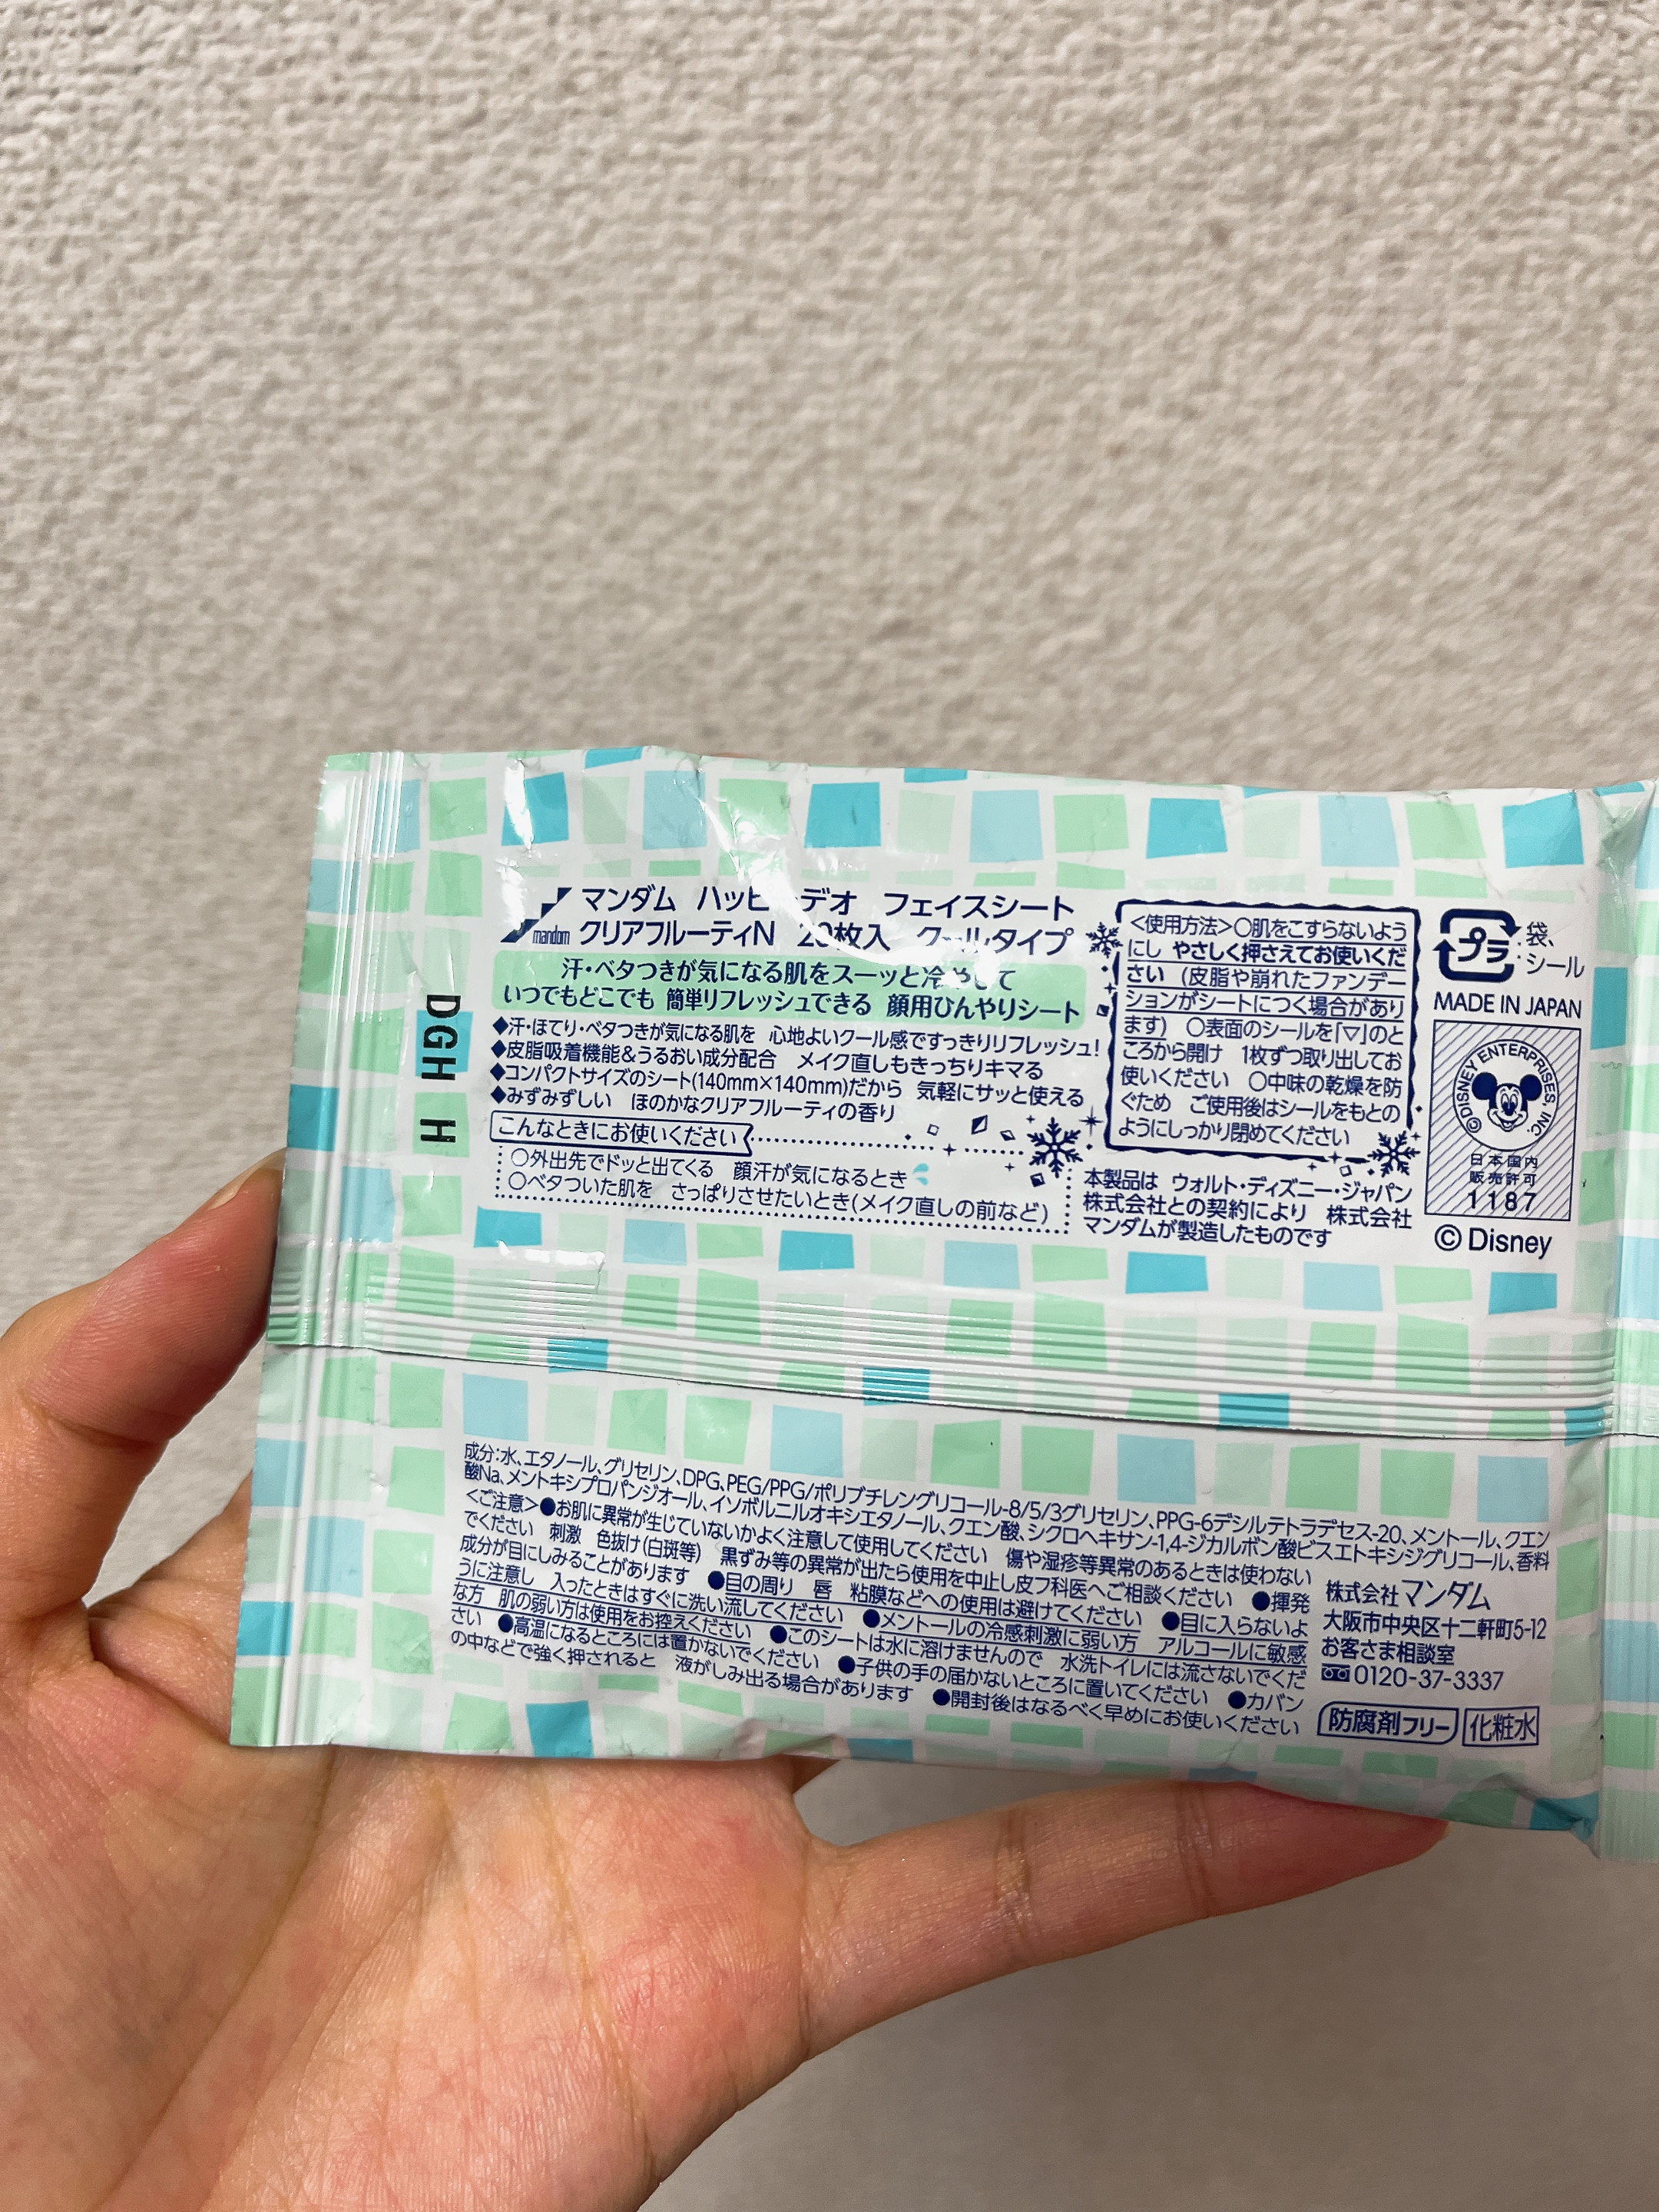 マンダム ハッピーデオ フェイスシート
mandom クリアフルーティN 20枚入 クールタイプ
汗・ベタつきが気になる肌をスーッと冷やして
いつでもどこでも 簡単リフレッシュできる 顔用ひんやりシート
◆汗・ほてり・ベタつきが気になる肌を 心地よいクール感ですっきりリフレッシュ!
◆皮脂吸着機能&うるおい成分配合 メイク直しもきっちりキマる
◆コンパクトサイズのシート(140mm×140mm)だから 気軽にサッと使える
◆みずみずしい ほのかなクリアフルーティの香り
こんなときにお使いください
○外出先でドッと出てくる 顔汗が気になるとき
○ベタついた肌を さっぱりさせたいとき(メイク直しの前など)
<使用方法>○肌をこすらないよう
にし やさしく押さえてお使いくだ
さい (皮脂や崩れたファンデー
ションがシートにつく場合があり
ます) ○表面のシールを「▽」のと
ころから開け 1枚ずつ取り出してお
使いください ○中味の乾燥を防
ぐため ご使用後はシールをもとの
ようにしっかり閉めてください
本製品は ウォルト・ディズニー・ジャパン
株式会社との契約により 株式会社
マンダムが製造したものです
プラ 袋、
シール
MADE IN JAPAN
©DISNEY ENTERPRISES, INC.
日本国内
販売許可
1187
© Disney
DGH H
成分:水、エタノール、グリセリン、DPG、PEG/PPG/ポリブチレングリコール-8/5/3グリセリン、PPG-6デシルテトラデセス-20、メントール、クエン
酸Na、メントキシプロパンジオール、イソボルニルオキシエタノール、クエン酸、シクロヘキサン-1,4-ジカルボン酸ビスエトキシジグリコール、香料
<ご注意>●お肌に異常が生じていないかよく注意して使用してください 傷や湿疹等異常のあるときは使わない
でください 刺激 色抜け(白斑等) 黒ずみ等の異常が出たら使用を中止し皮フ科医へご相談ください ●揮発
成分が目にしみることがあります ●目の周り 唇 粘膜などへの使用は避けてください ●目に入らないよ
うに注意し 入ったときはすぐに洗い流してください ●メントールの冷感刺激に弱い方 アルコールに敏感
な方 肌の弱い方は使用をお控えください ●このシートは水に溶けませんので 水洗トイレには流さないでくだ
さい ●高温になるところには置かないでください ●子供の手の届かないところに置いてください ●カバン
の中などで強く押されると 液がしみ出る場合があります ●開封後はなるべく早めにお使いください
株式会社マンダム
大阪市中央区十二軒町5-12
お客さま相談室
0120-37-3337
防腐剤フリー 化粧水